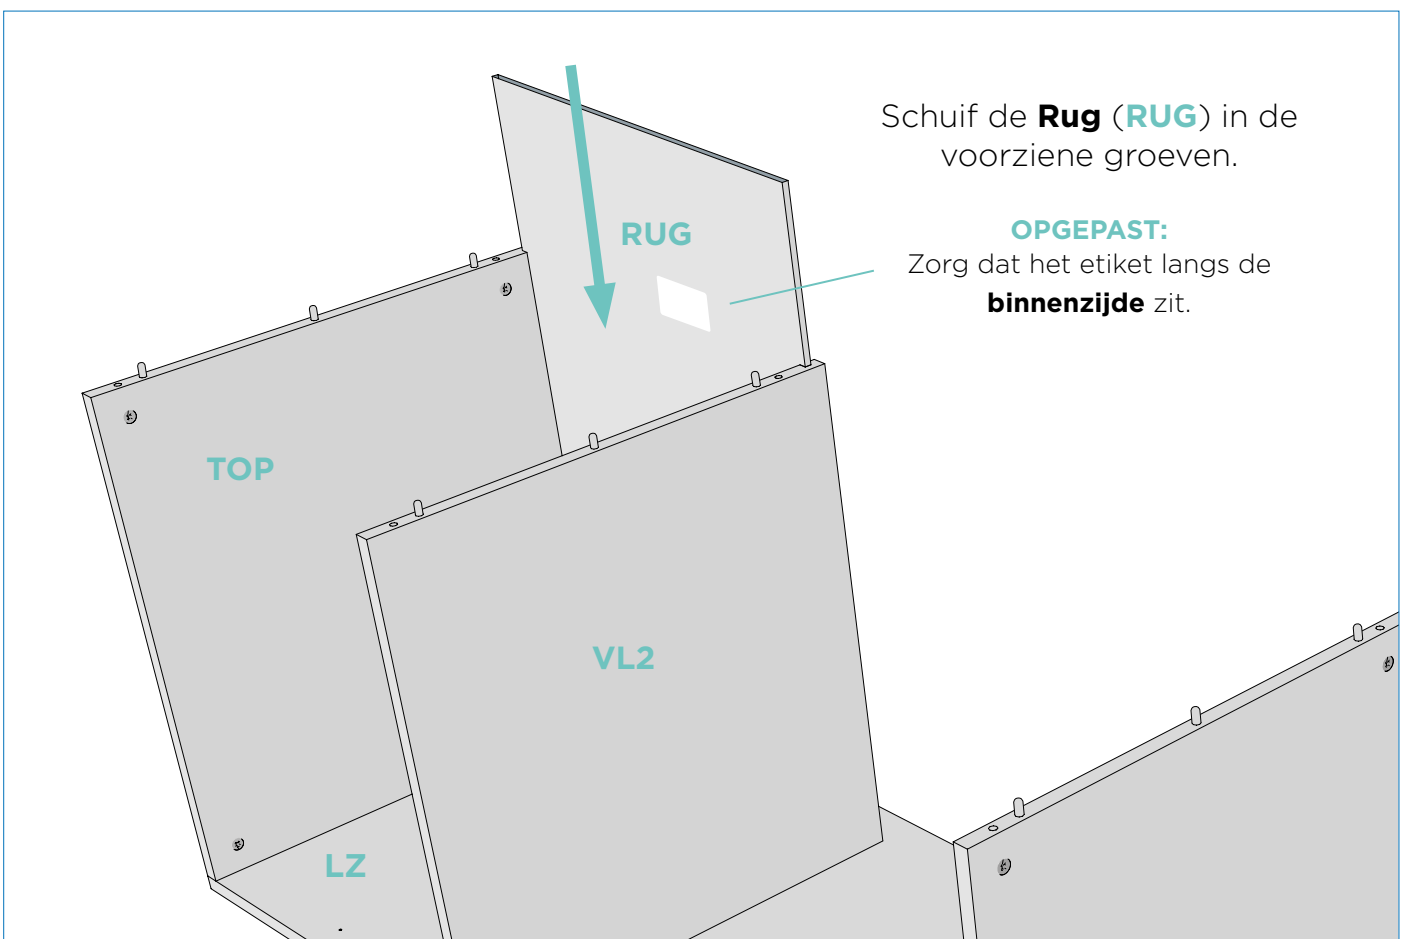 Schuif de Rug (RUG) in de
voorziene groeven.
OPGEPAST:
Zorg dat het etiket langs de
binnenzijde zit.
RUG
TOP
VL2
LZ